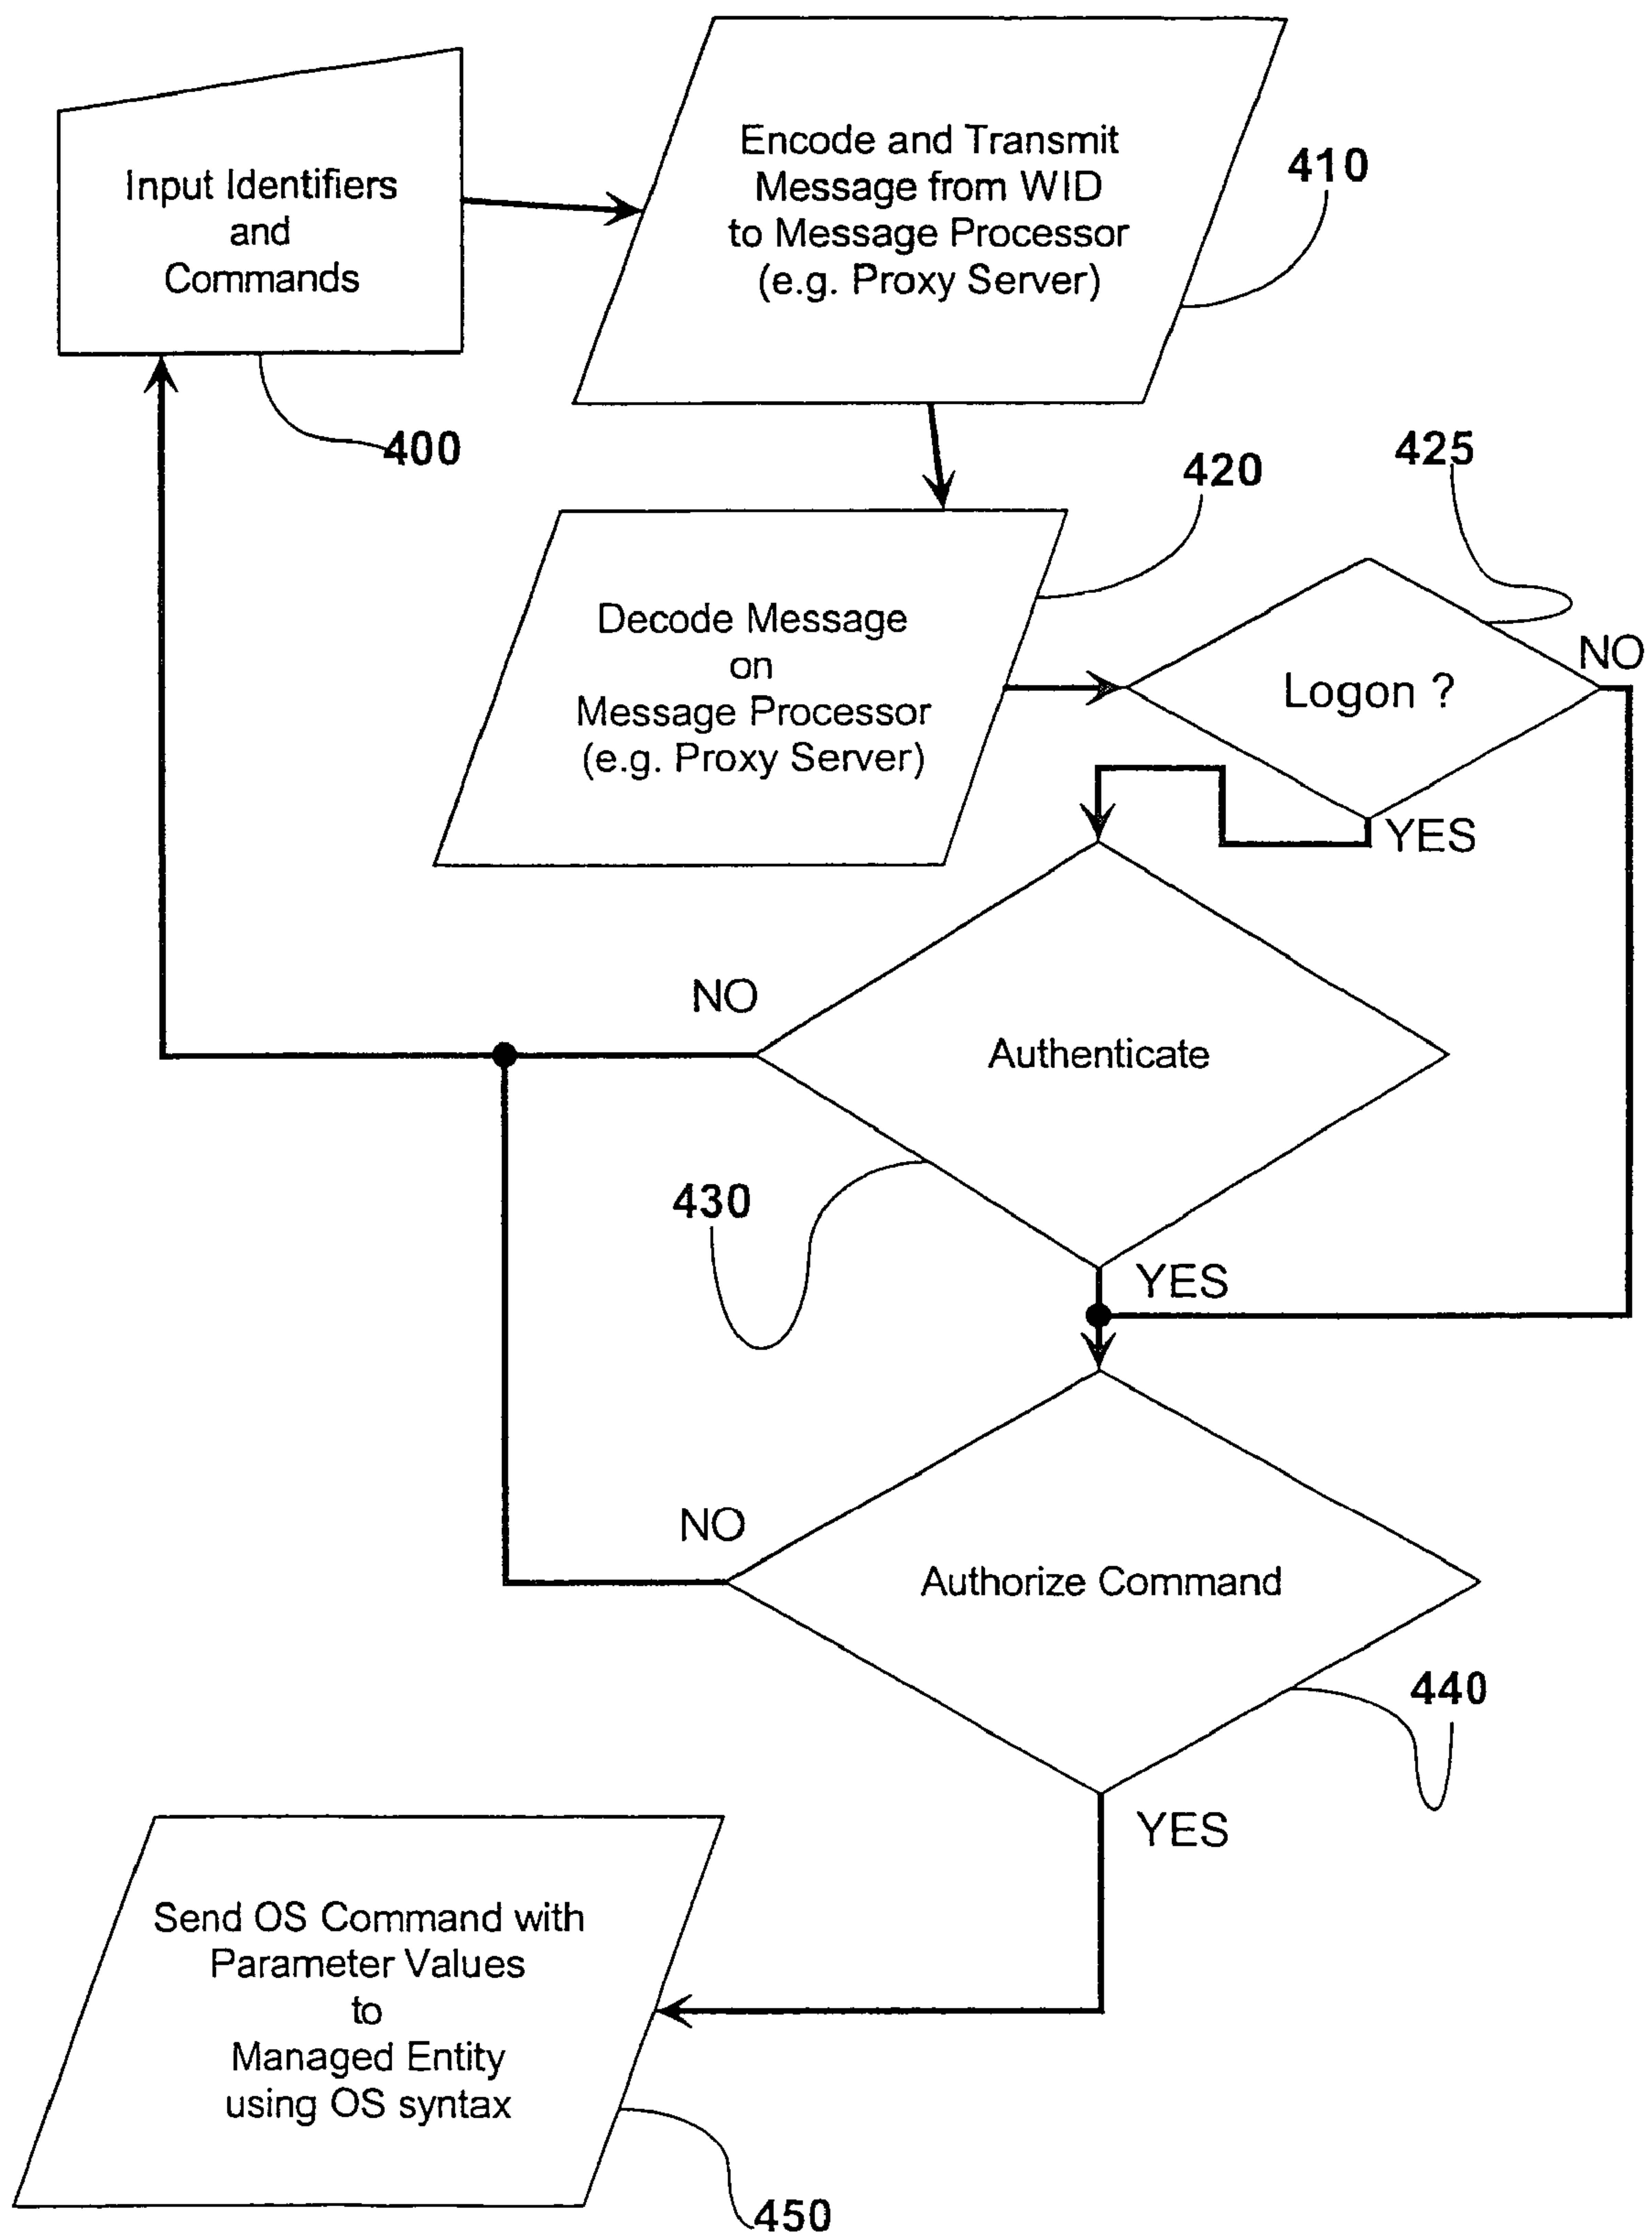 Input Identifiers
and
Commands
400
Encode and Transmit
Message from WID
to Message Processor
(e.g. Proxy Server)
410
Decode Message
on
Message Processor
(e.g. Proxy Server)
420
425
Logon ?
NO
YES
NO
Authenticate
430
YES
NO
Authorize Command
440
YES
Send OS Command with
Parameter Values
to
Managed Entity
using OS syntax
450